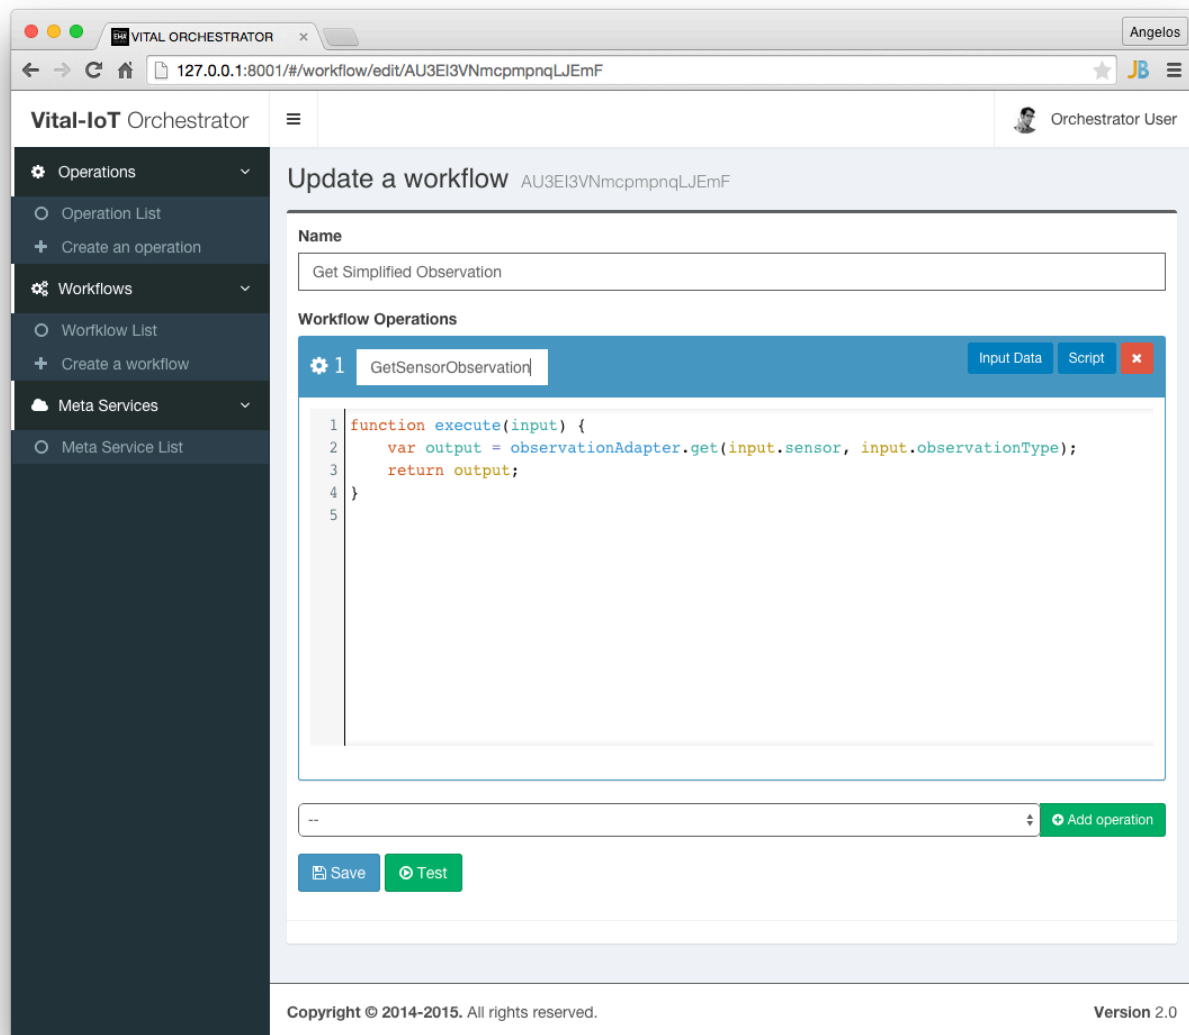 VITAL ORCHESTRATOR
Angelos
127.0.0.1:8001/#/workflow/edit/AU3EI3VNmcpmpnqLJEmF
JB
Vital-IoT Orchestrator
Orchestrator User
Operations
Operation List
Create an operation
Workflows
Worfklow List
Create a workflow
Meta Services
Meta Service List
Update a workflow AU3EI3VNmcpmpnqLJEmF
Name
Get Simplified Observation
Workflow Operations
1 GetSensorObservation
Input Data Script
1 function execute(input) {
2 var output = observationAdapter.get(input.sensor, input.observationType);
3 return output;
4 }
5
--
Add operation
Save Test
Copyright © 2014-2015. All rights reserved.
Version 2.0